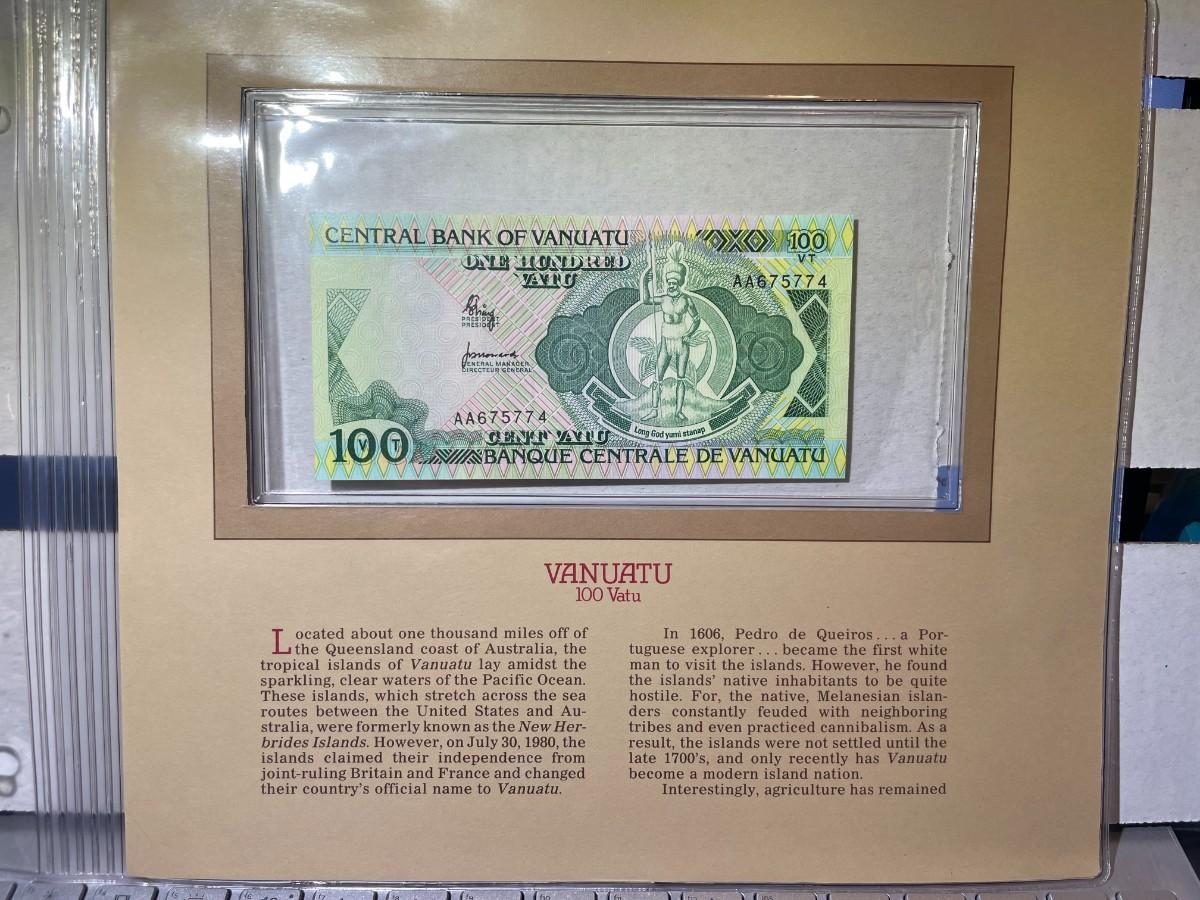 CENTRAL BANK OF VANUATU
100
VT
ONE HUNDRED
VATU
AA675774
PRESIDENT
PRESIDENT
GENERAL MANAGER
DIRECTEUR GENERAL
AA675774
Long God yumi stanap
100
VT
CENT VATU
BANQUE CENTRALE DE VANUATU
VANUATU
100 Vatu
Located about one thousand miles off of
the Queensland coast of Australia, the
tropical islands of Vanuatu lay amidst the
sparkling, clear waters of the Pacific Ocean.
These islands, which stretch across the sea
routes between the United States and Au-
stralia, were formerly known as the New Her-
brides Islands. However, on July 30, 1980, the
islands claimed their independence from
joint-ruling Britain and France and changed
their country's official name to Vanuatu.
In 1606, Pedro de Queiros...a Por-
tuguese explorer...became the first white
man to visit the islands. However, he found
the islands' native inhabitants to be quite
hostile. For, the native, Melanesian islan-
ders constantly feuded with neighboring
tribes and even practiced cannibalism. As a
result, the islands were not settled until the
late 1700's, and only recently has Vanuatu
become a modern island nation.
Interestingly, agriculture has remained